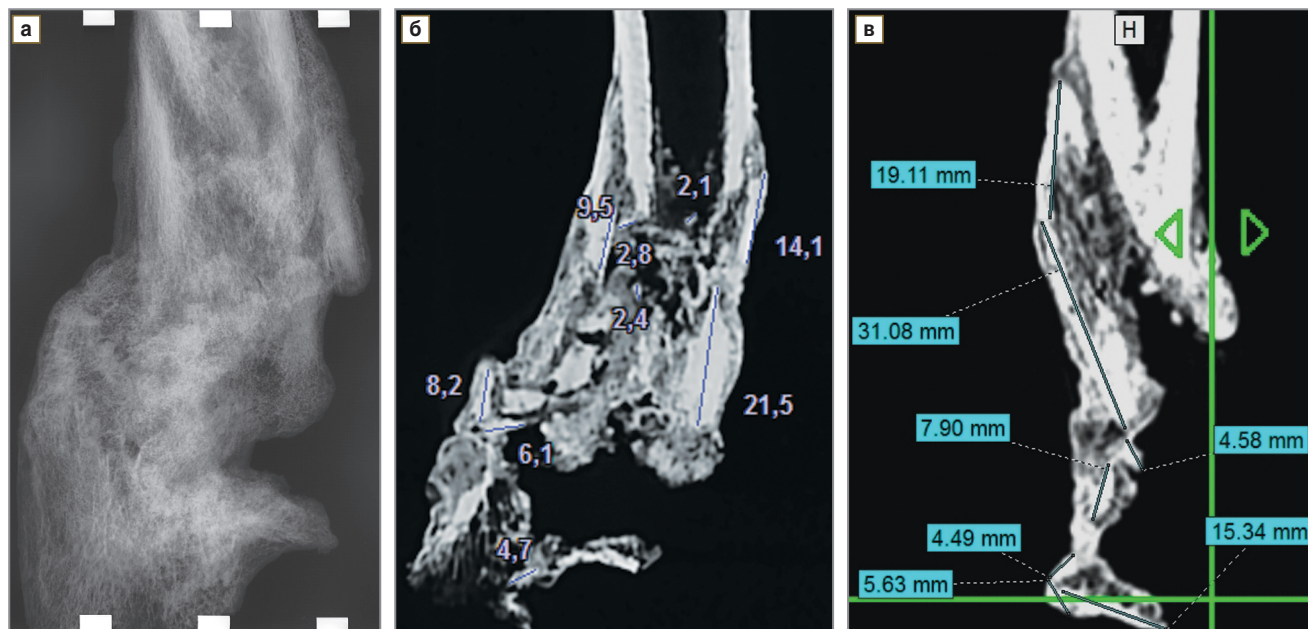 а
б
2,1
9,5
14,1
2,8
2,4
8,2
21,5
6,1
4,7
в
H
19.11 mm
31.08 mm
7.90 mm
4.58 mm
4.49 mm
15.34 mm
5.63 mm